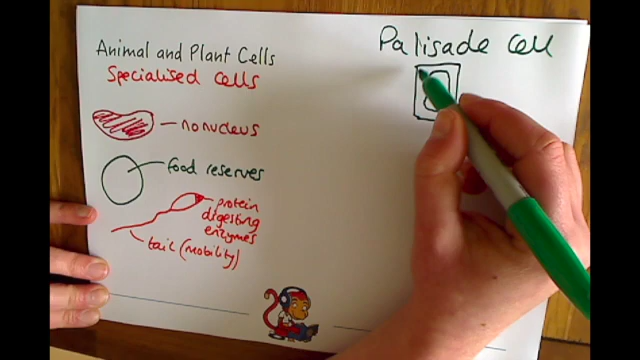 Animal and Plant Cells
Specialised cells
no nucleus
food reserves
protein
digesting
enzymes
tail (mobility)
Palisade cell